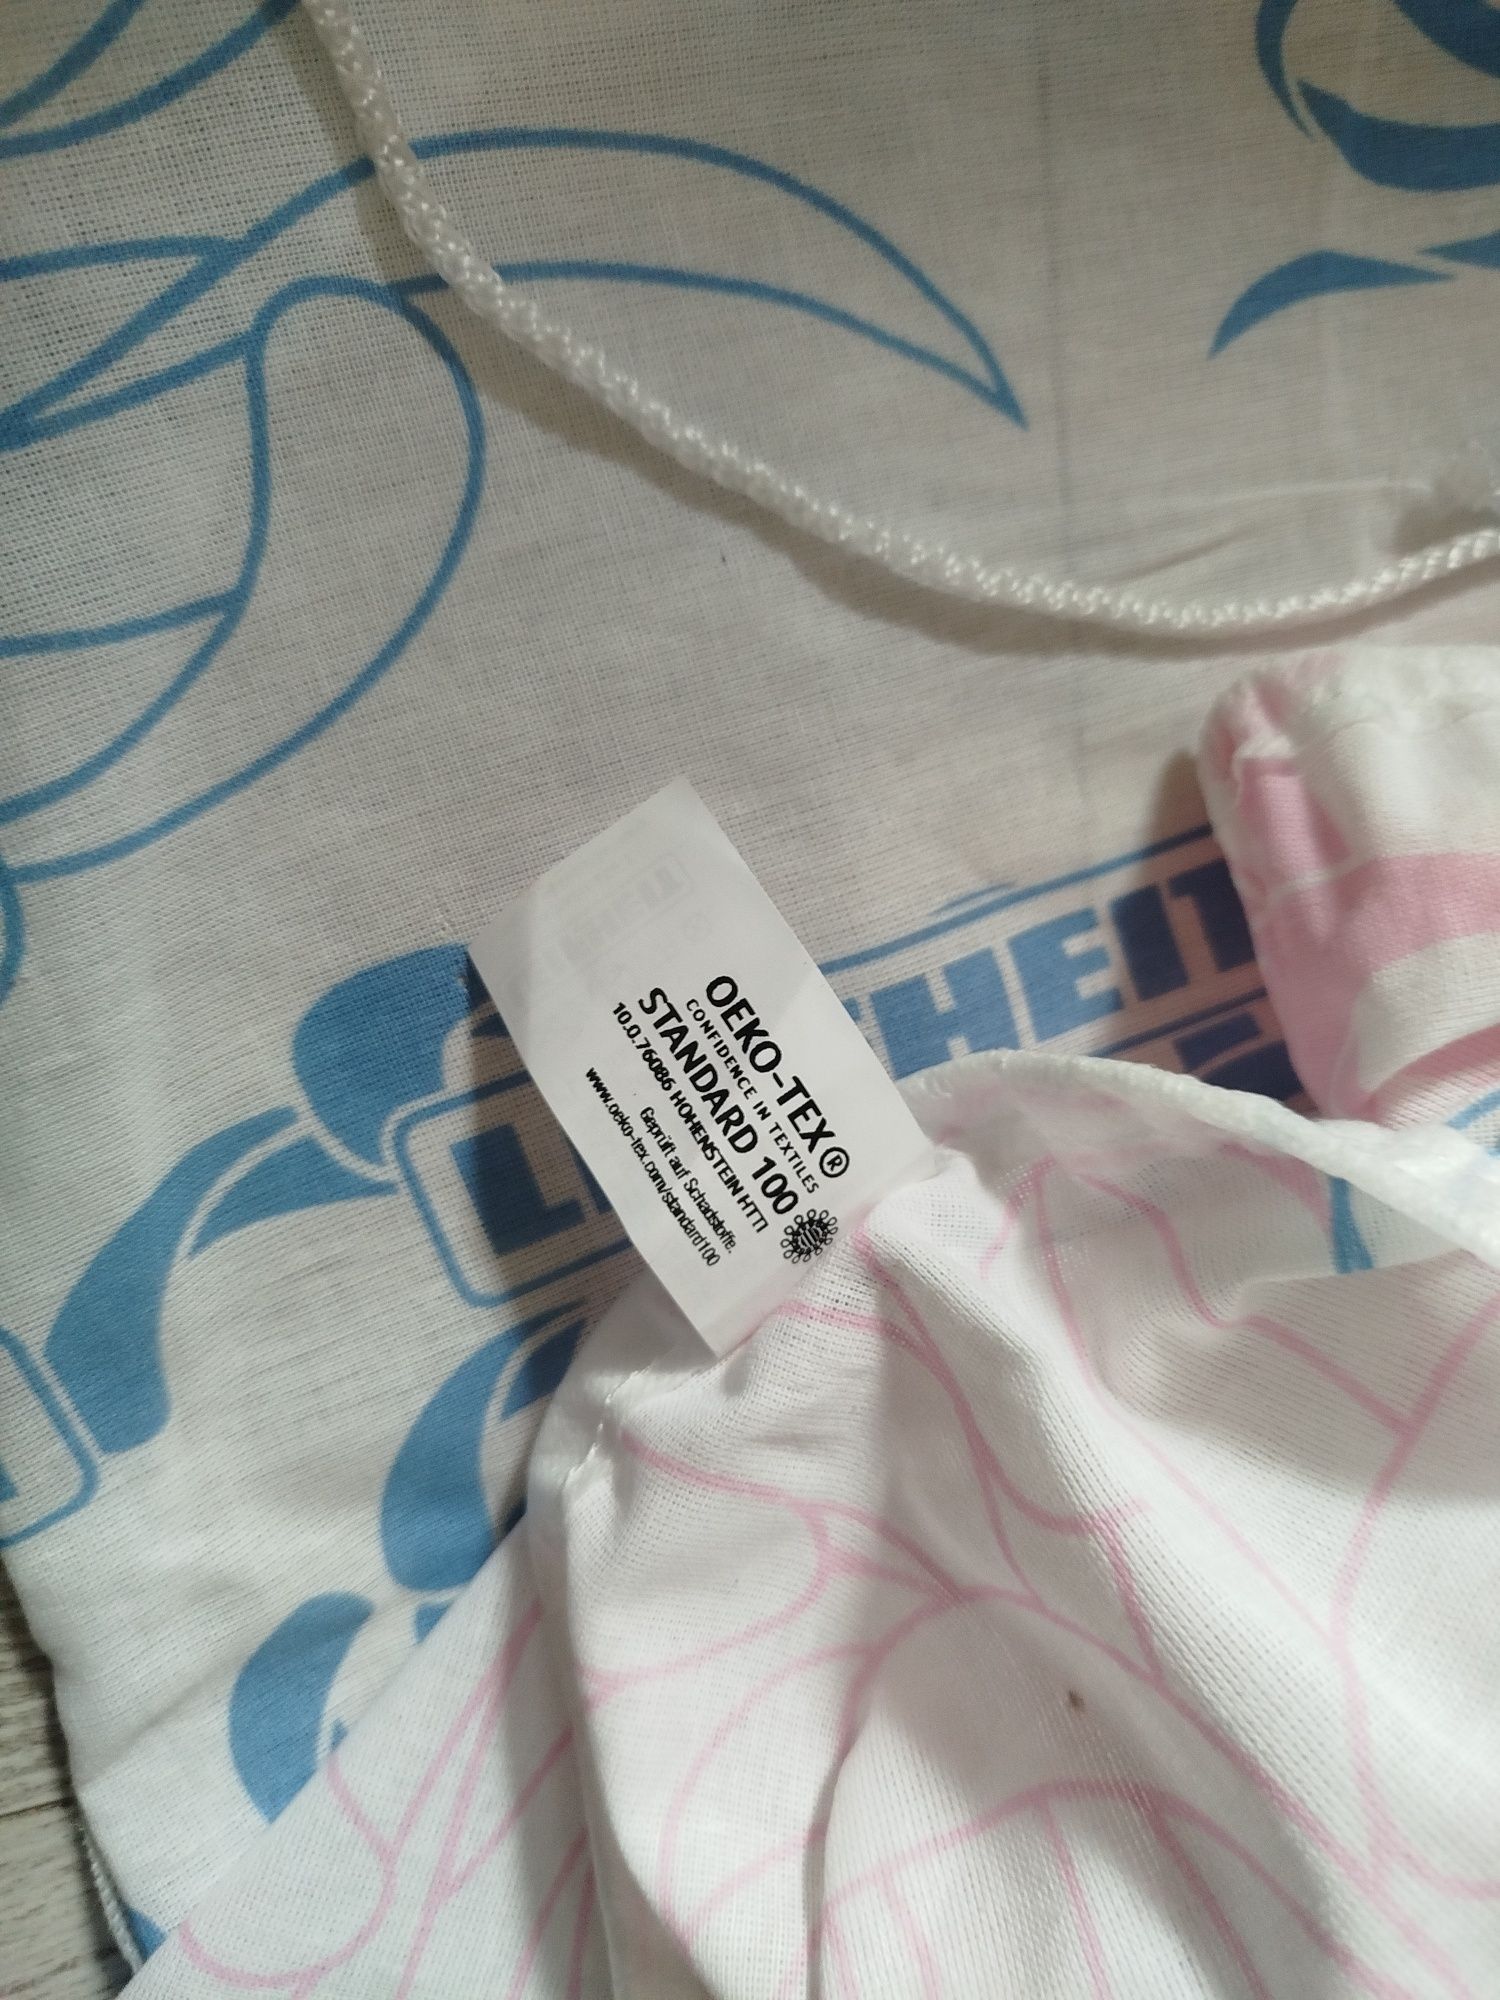 OEKO-TEX®
CONFIDENCE IN TEXTILES
STANDARD 100
10.0.76086 HOHENSTEIN HTTI
Geprüft auf Schadstoffe.
www.oeko-tex.com/standard100